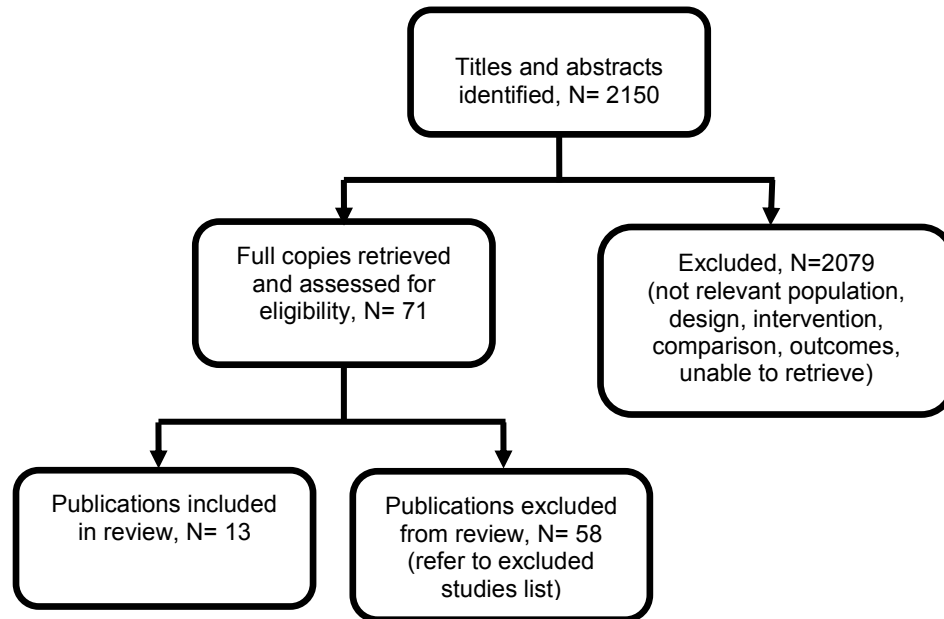 Titles and abstracts
identified, N= 2150
Full copies retrieved
and assessed for
eligibility, N= 71
Excluded, N=2079
(not relevant population,
design, intervention,
comparison, outcomes,
unable to retrieve)
Publications included
in review, N= 13
Publications excluded
from review, N= 58
(refer to excluded
studies list)